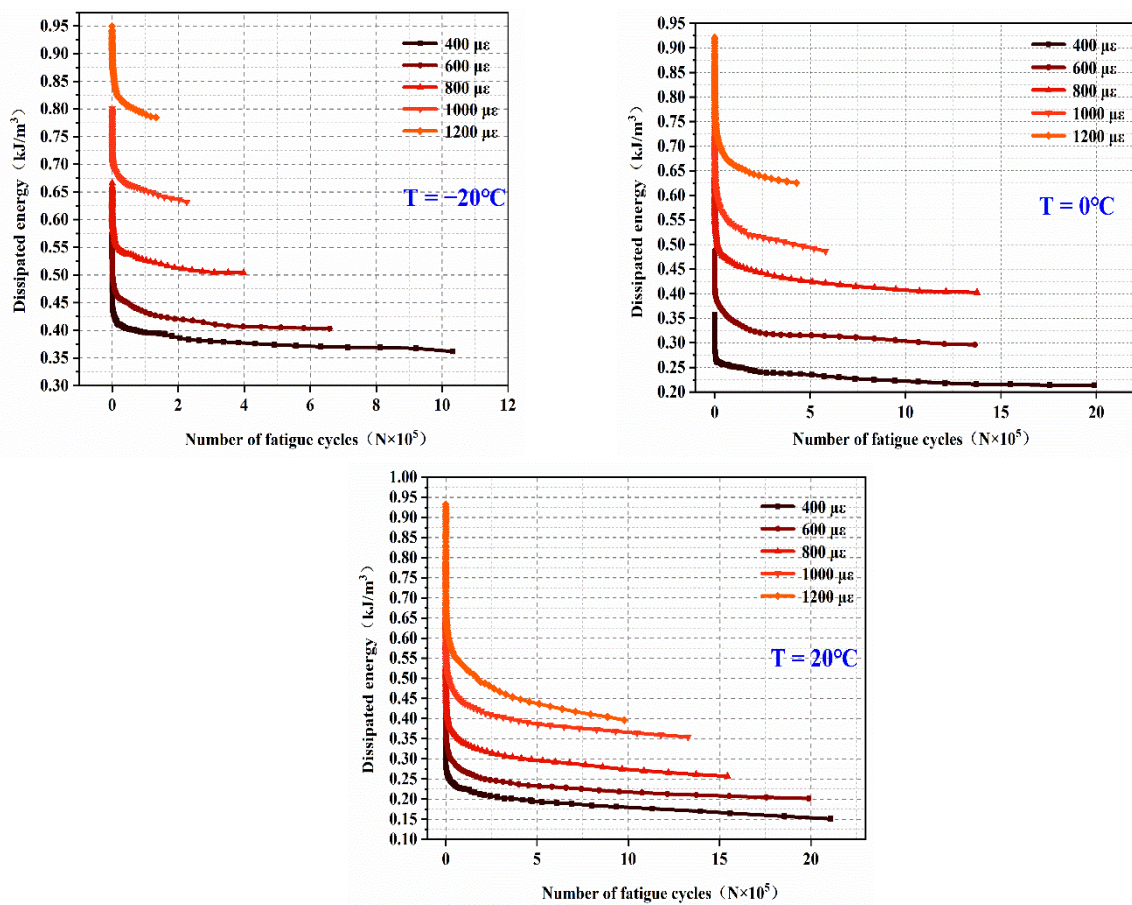 0.95
0.90
0.85
0.80
0.75
0.70
0.65
0.60
0.55
0.50
0.45
0.40
0.35
0.30
Dissipated energy（kJ/m³）
400 µε
600 µε
800 µε
1000 µε
1200 µε
T = −20°C
0 2 4 6 8 10 12
Number of fatigue cycles（N×10⁵）
0.95
0.90
0.85
0.80
0.75
0.70
0.65
0.60
0.55
0.50
0.45
0.40
0.35
0.30
0.25
0.20
Dissipated energy（kJ/m³）
400 µε
600 µε
800 µε
1000 µε
1200 µε
T = 0°C
0 5 10 15 20
Number of fatigue cycles（N×10⁵）
1.00
0.95
0.90
0.85
0.80
0.75
0.70
0.65
0.60
0.55
0.50
0.45
0.40
0.35
0.30
0.25
0.20
0.15
0.10
Dissipated energy（kJ/m³）
400 µε
600 µε
800 µε
1000 µε
1200 µε
T = 20°C
0 5 10 15 20
Number of fatigue cycles（N×10⁵）